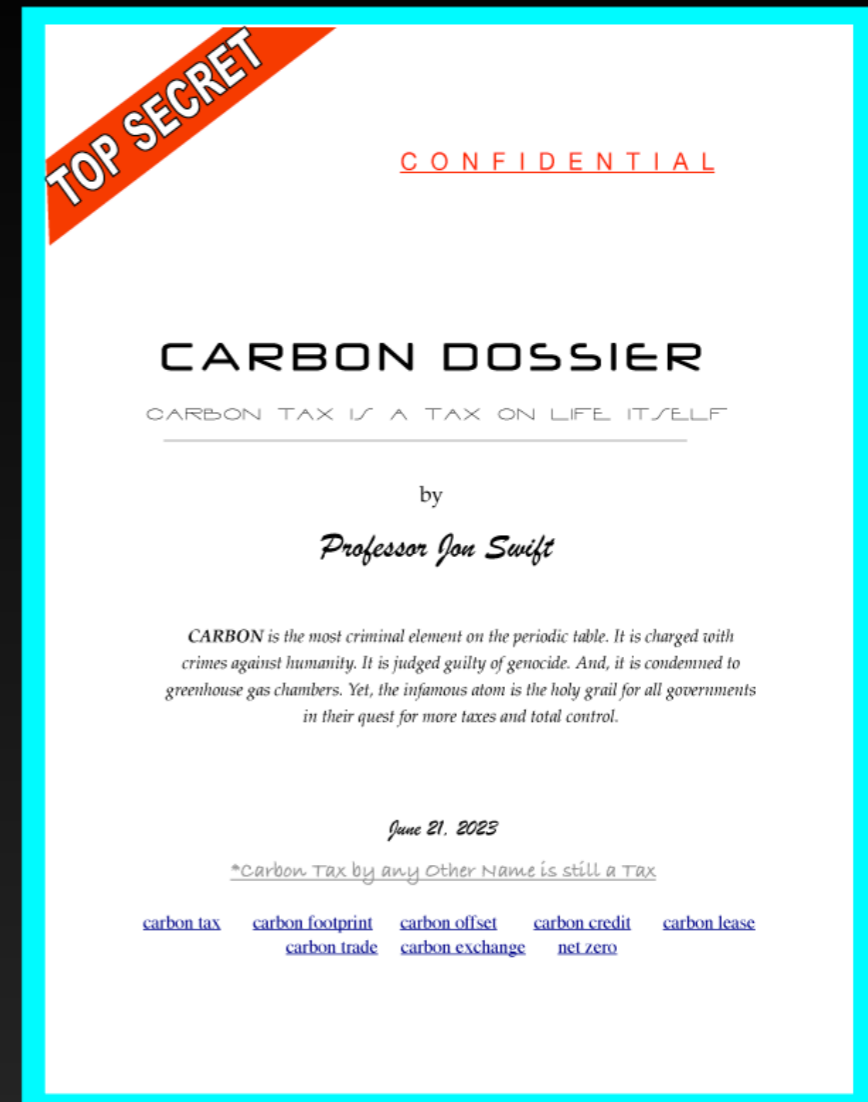 TOP SECRET
CONFIDENTIAL
CARBON DOSSIER
CARBON TAX IS A TAX ON LIFE ITSELF
by
Professor Jon Swift
CARBON is the most criminal element on the periodic table. It is charged with
crimes against humanity. It is judged guilty of genocide. And, it is condemned to
greenhouse gas chambers. Yet, the infamous atom is the holy grail for all governments
in their quest for more taxes and total control.
June 21, 2023
*Carbon Tax by any Other Name is still a Tax
carbon tax carbon footprint carbon offset carbon credit carbon lease
carbon trade carbon exchange net zero